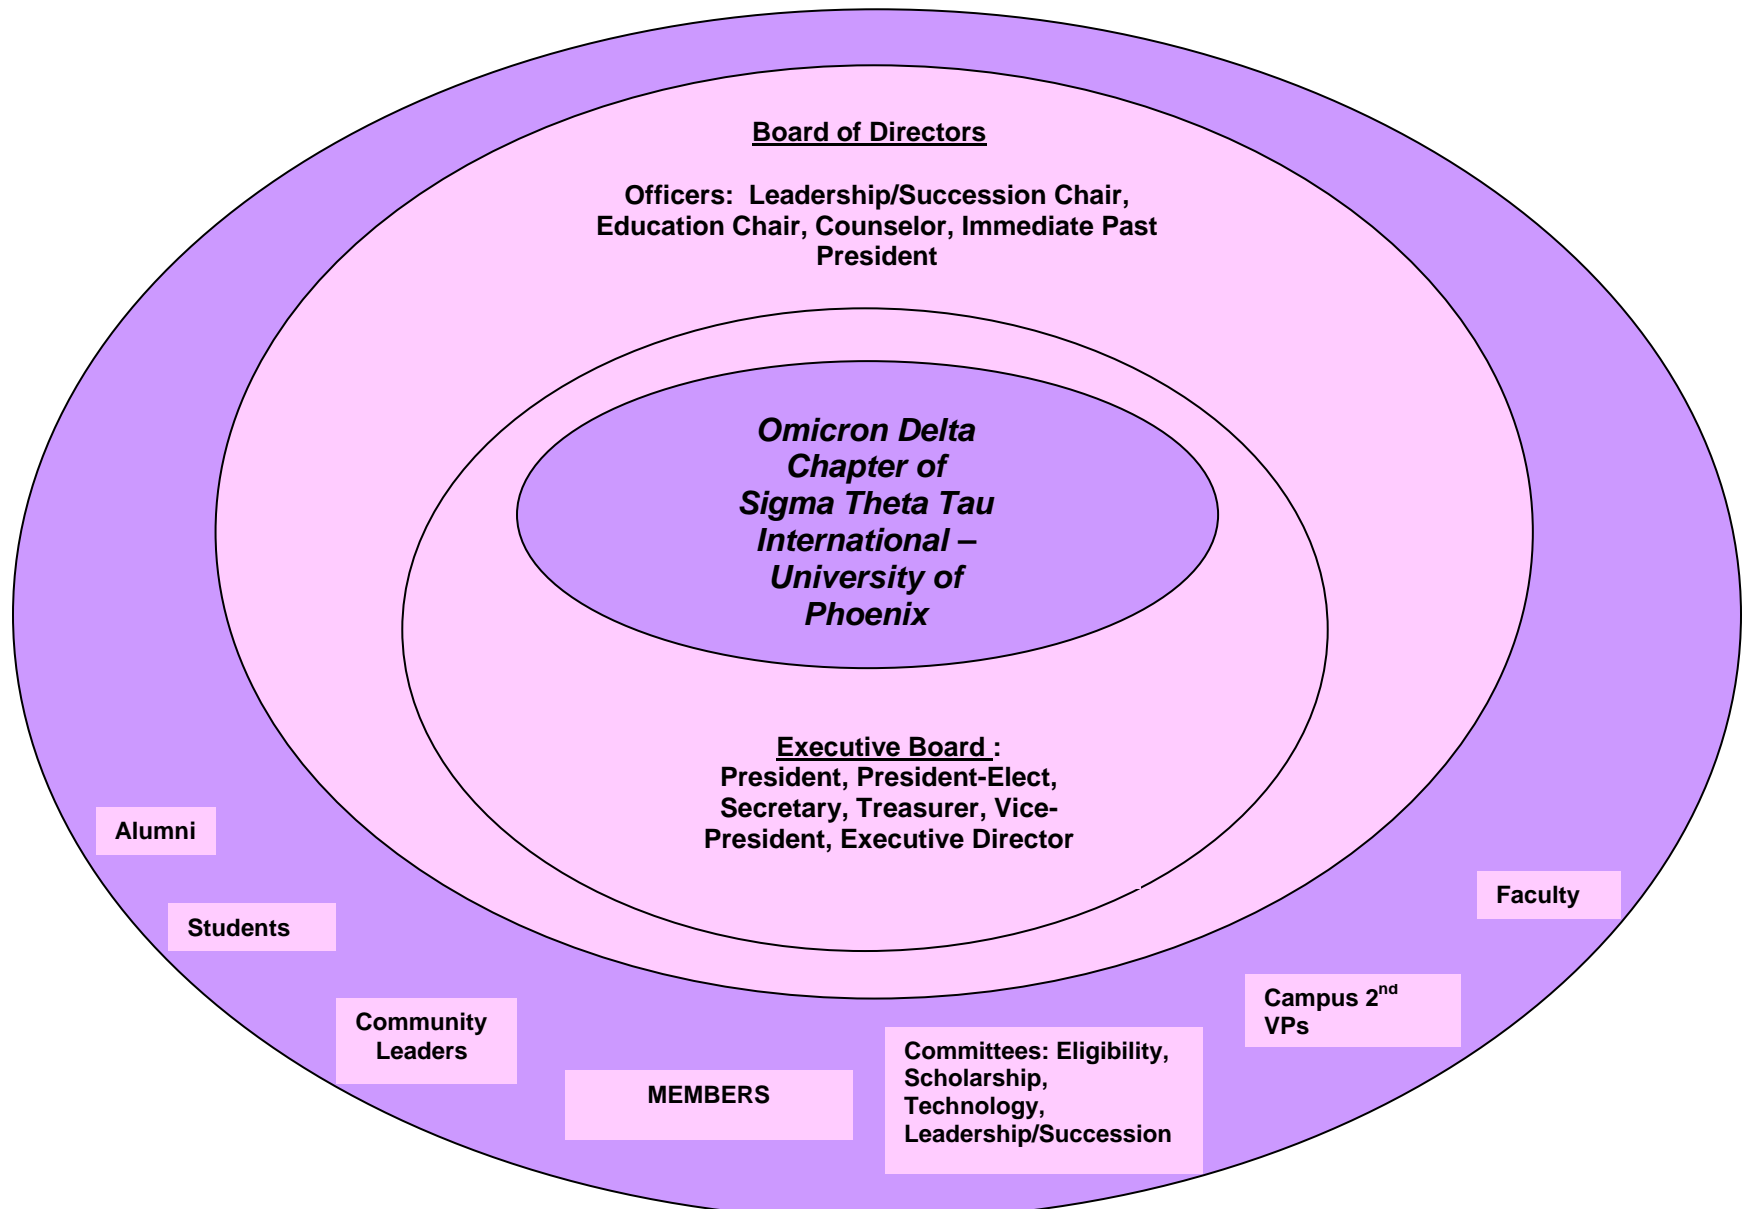 Board of Directors
Officers:  Leadership/Succession Chair,
Education Chair, Counselor, Immediate Past
President
Omicron Delta
Chapter of
Sigma Theta Tau
International –
University of
Phoenix
Executive Board :
President, President-Elect,
Secretary, Treasurer, Vice-
President, Executive Director
Alumni
Students
Community
Leaders
MEMBERS
Committees: Eligibility,
Scholarship,
Technology,
Leadership/Succession
Campus 2nd
VPs
Faculty